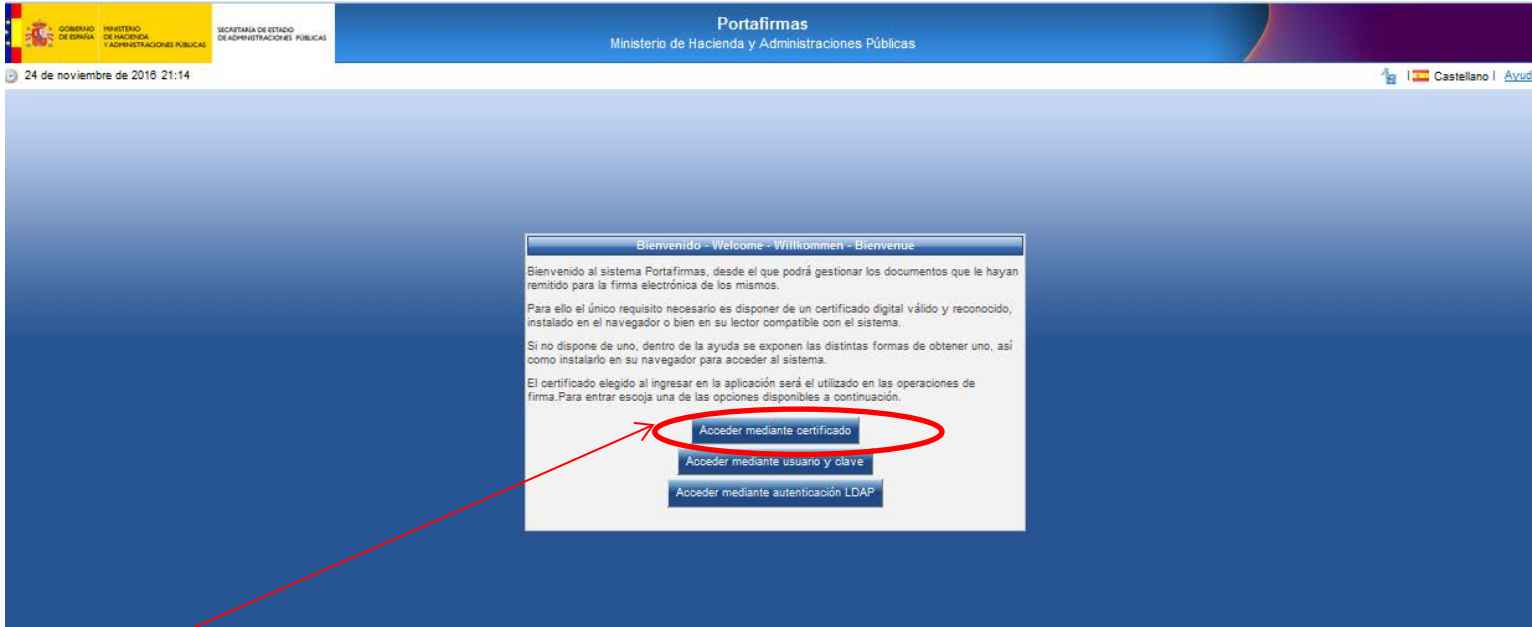 GOBIERNO
DE ESPAÑA
MINISTERIO
DE HACIENDA
Y ADMINISTRACIONES PÚBLICAS
SECRETARÍA DE ESTADO
DE ADMINISTRACIONES PÚBLICAS
Portafirmas
Ministerio de Hacienda y Administraciones Públicas
24 de noviembre de 2016 21:14
| Castellano | Ayud
Bienvenido - Welcome - Willkommen - Bienvenue
Bienvenido al sistema Portafirmas, desde el que podrá gestionar los documentos que le hayan
remitido para la firma electrónica de los mismos.
Para ello el único requisito necesario es disponer de un certificado digital válido y reconocido,
instalado en el navegador o bien en su lector compatible con el sistema.
Si no dispone de uno, dentro de la ayuda se exponen las distintas formas de obtener uno, así
como instalarlo en su navegador para acceder al sistema.
El certificado elegido al ingresar en la aplicación será el utilizado en las operaciones de
firma.Para entrar escoja una de las opciones disponibles a continuación.
Acceder mediante certificado
Acceder mediante usuario y clave
Acceder mediante autenticación LDAP